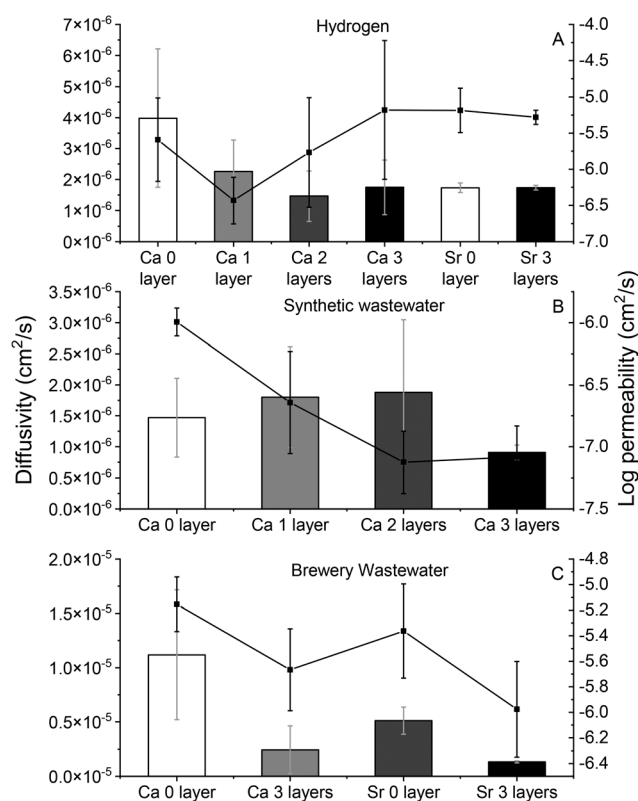 Hydrogen
A
7×10-6
6×10-6
5×10-6
4×10-6
3×10-6
2×10-6
1×10-6
0×10-6
-4.0
-4.5
-5.0
-5.5
-6.0
-6.5
-7.0
Ca 0 layer
Ca 1 layer
Ca 2 layers
Ca 3 layers
Sr 0 layer
Sr 3 layers
Synthetic wastewater
B
3.5×10-6
3.0×10-6
2.5×10-6
2.0×10-6
1.5×10-6
1.0×10-6
0.5×10-6
0.0×10-6
-6.0
-6.5
-7.0
-7.5
Ca 0 layer
Ca 1 layer
Ca 2 layers
Ca 3 layers
Diffusivity (cm2/s)
Log permeability (cm2/s)
Brewery Wastewater
C
2.0×10-5
1.5×10-5
1.0×10-5
0.5×10-5
0.0×10-5
-4.8
-5.0
-5.2
-5.4
-5.6
-5.8
-6.0
-6.2
-6.4
Ca 0 layer
Ca 3 layers
Sr 0 layer
Sr 3 layers